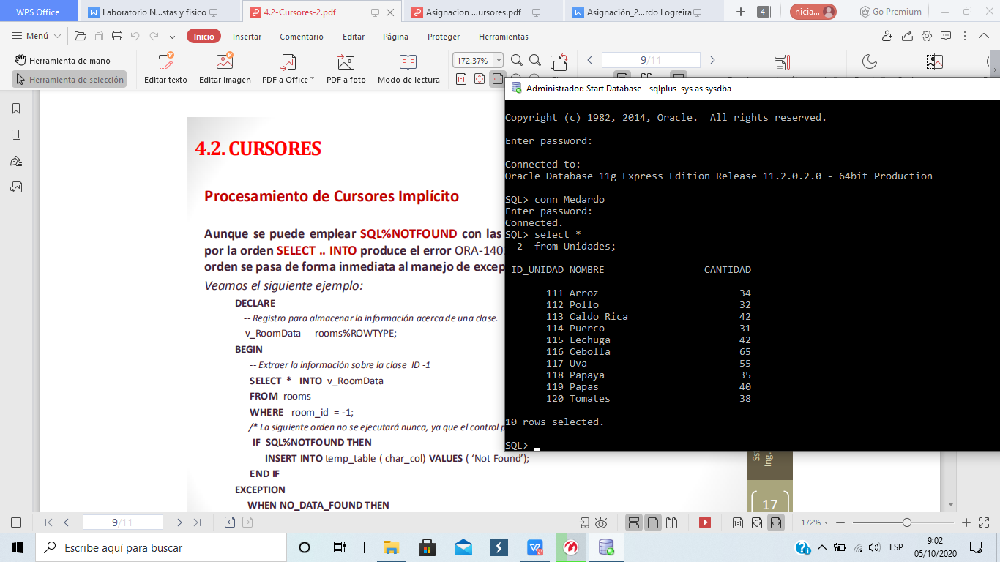 WPS Office
Laboratorio N...stas y fisico
4.2-Cursores-2.pdf
Asignacion ...ursores.pdf
Asignación_2...rdo Logreira
4
Inicia...
Go Premium
Menú
Inicio
Insertar
Comentario
Editar
Página
Proteger
Herramientas
Herramienta de mano
Herramienta de selección
Editar texto
Editar imagen
PDF a Office
PDF a foto
Modo de lectura
172.37%
1:1
9/11
Administrador: Start Database - sqlplus sys as sysdba
Copyright (c) 1982, 2014, Oracle.  All rights reserved.
Enter password:
Connected to:
Oracle Database 11g Express Edition Release 11.2.0.2.0 - 64bit Production
SQL> conn Medardo
Enter password:
Connected.
SQL> select *
2  from Unidades;
ID_UNIDAD NOMBRE CANTIDAD
---------- -------------------- ----------
111 Arroz 34
112 Pollo 32
113 Caldo Rica 42
114 Puerco 31
115 Lechuga 42
116 Cebolla 65
117 Uva 55
118 Papaya 35
119 Papas 40
120 Tomates 38
10 rows selected.
SQL>
4.2. CURSORES
Procesamiento de Cursores Implícito
Aunque se puede emplear SQL%NOTFOUND con las
por la orden SELECT .. INTO produce el error ORA-140
orden se pasa de forma inmediata al manejo de excep
Veamos el siguiente ejemplo:
DECLARE
-- Registro para almacenar la información acerca de una clase.
v_RoomData rooms%ROWTYPE;
BEGIN
-- Extraer la información sobre la clase ID -1
SELECT * INTO v_RoomData
FROM rooms
WHERE room_id = -1;
/* La siguiente orden no se ejecutará nunca, ya que el control p
IF SQL%NOTFOUND THEN
INSERT INTO temp_table ( char_col) VALUES ( ‘Not Found’);
END IF
EXCEPTION
WHEN NO_DATA_FOUND THEN
Ing.
17
9/11
1:1
172%
Escribe aquí para buscar
ESP
9:02
05/10/2020